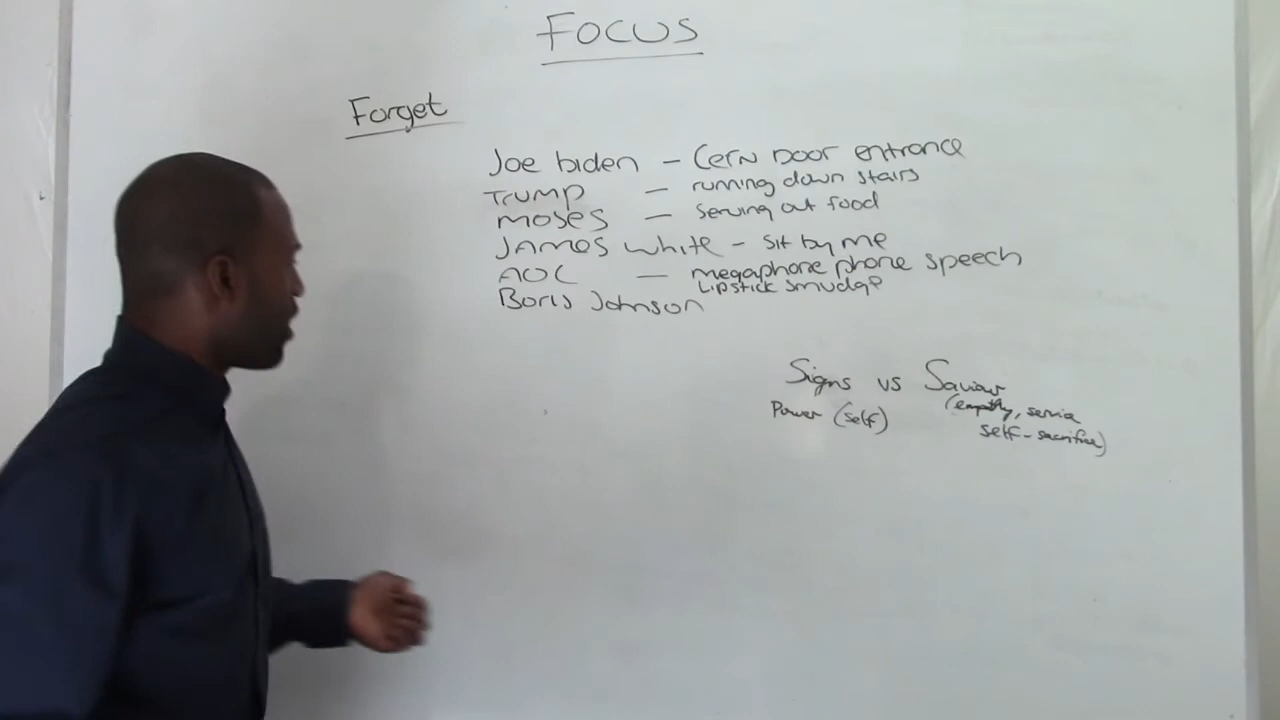 FOCUS
Forget
Joe biden - Cern Door entrance
TRUMP - running down stairs
MOSES - Serving out food
JAMES white - sit by me
AOC - megaphone phone speech
Lipstick smudge
Boris Johnson
Signs vs Saviour
Power (self) (empathy, service
self-sacrifice)